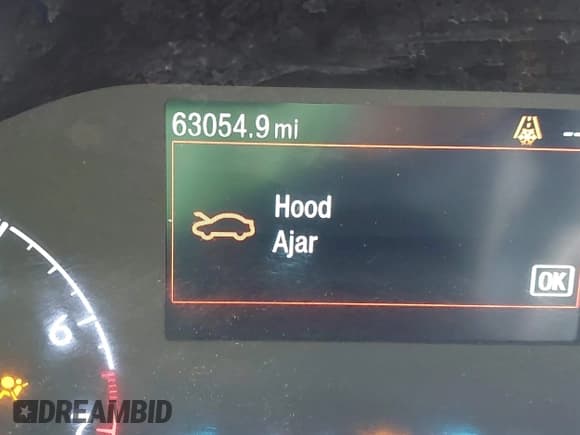 63054.9 mi
--
Hood
Ajar
OK
6
DREAMBID